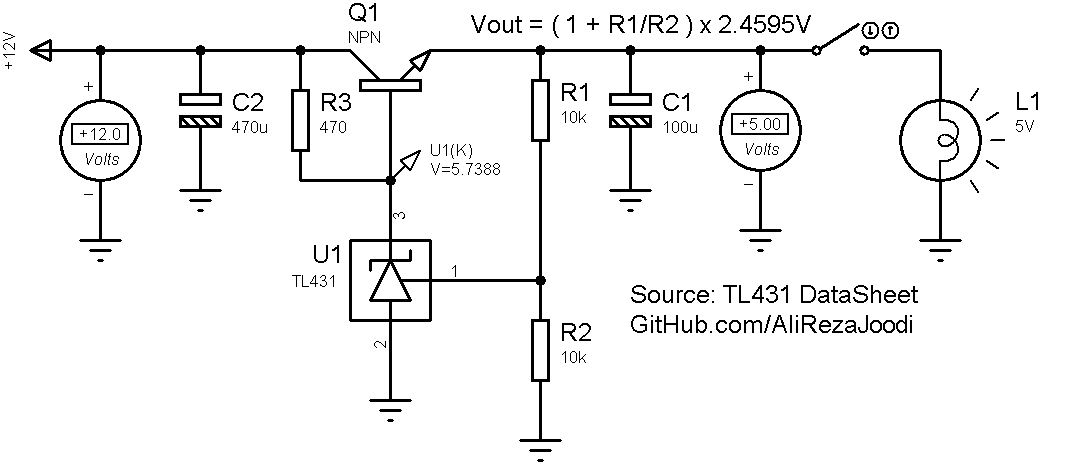 Q1
NPN
Vout = ( 1 + R1/R2 ) x 2.4595V
+12V
+
+12.0
Volts
−
C2
470u
R3
470
U1(K)
V=5.7388
R1
10k
C1
100u
+
+5.00
Volts
−
L1
5V
3
U1
TL431
1
2
R2
10k
Source: TL431 DataSheet
GitHub.com/AliRezaJoodi